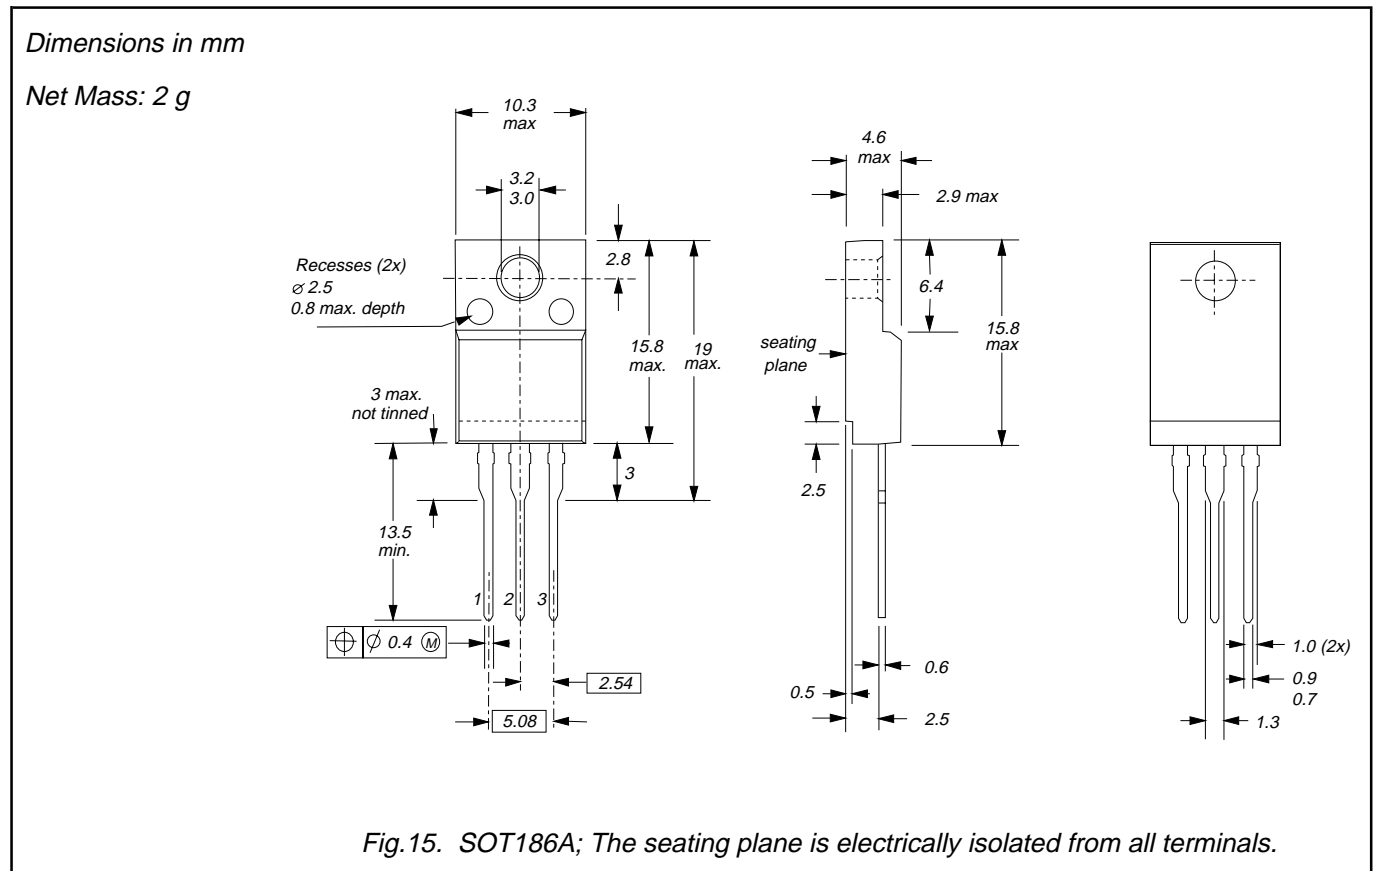 Dimensions in mm
Net Mass: 2 g
10.3
max
3.2
3.0
2.8
Recesses (2x)
⌀ 2.5
0.8 max. depth
15.8
max.
19
max.
3 max.
not tinned
3
13.5
min.
1 2 3
⌖ ⌀ 0.4 Ⓜ
2.54
5.08
4.6
max
2.9 max
6.4
15.8
max
seating
plane
2.5
0.6
0.5
2.5
1.0 (2x)
0.9
0.7
1.3
Fig.15. SOT186A; The seating plane is electrically isolated from all terminals.